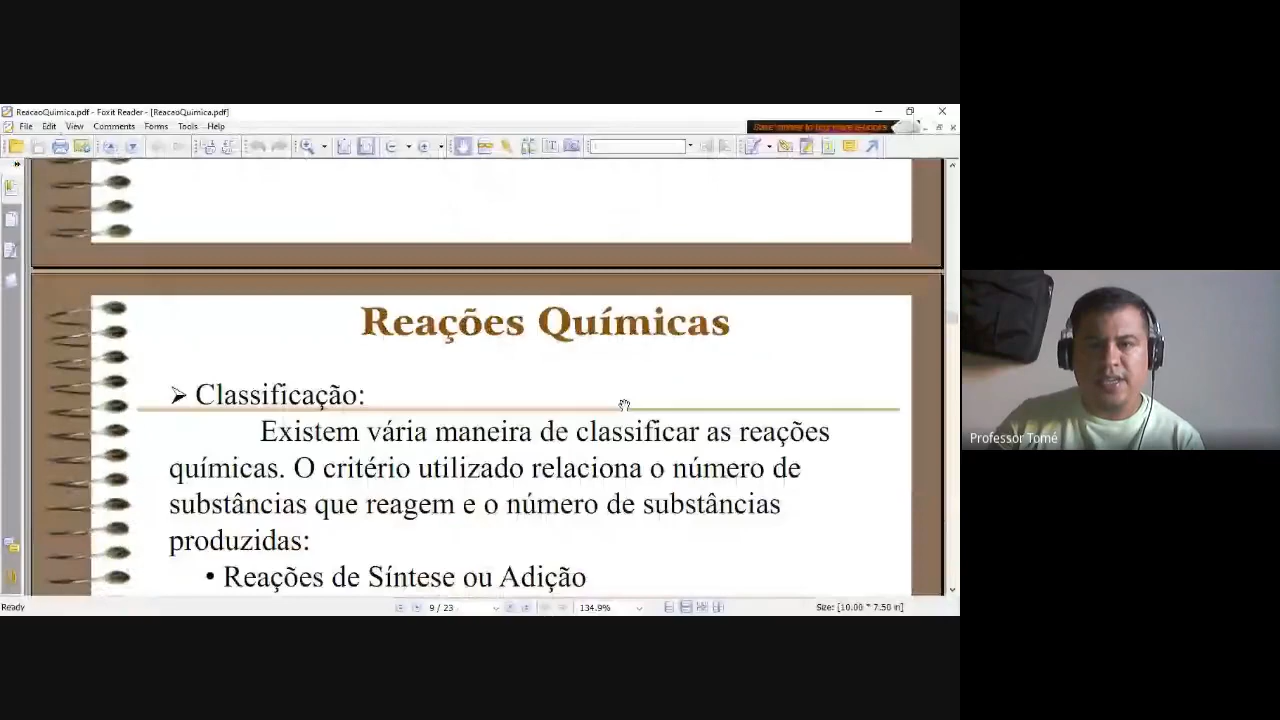 ReacaoQuimica.pdf - Foxit Reader - [ReacaoQuimica.pdf]
File Edit View Comments Forms Tools Help
Reações Químicas
➤ Classificação:
Existem vária maneira de classificar as reações
químicas. O critério utilizado relaciona o número de
substâncias que reagem e o número de substâncias
produzidas:
• Reações de Síntese ou Adição
Professor Tomé
Ready 9 / 23 134.9% Size: [10.00 * 7.50 in]